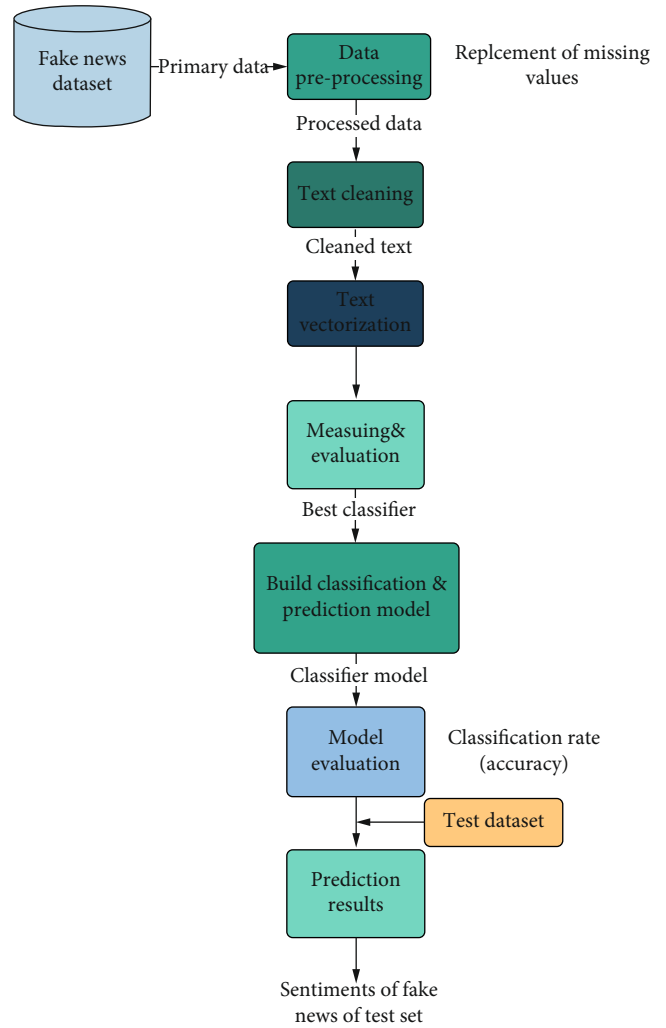 Fake news
dataset
Primary data
Data
pre-processing
Replcement of missing
values
Processed data
Text cleaning
Cleaned text
Text
vectorization
Measuing&
evaluation
Best classifier
Build classification &
prediction model
Classifier model
Model
evaluation
Classification rate
(accuracy)
Test dataset
Prediction
results
Sentiments of fake
news of test set